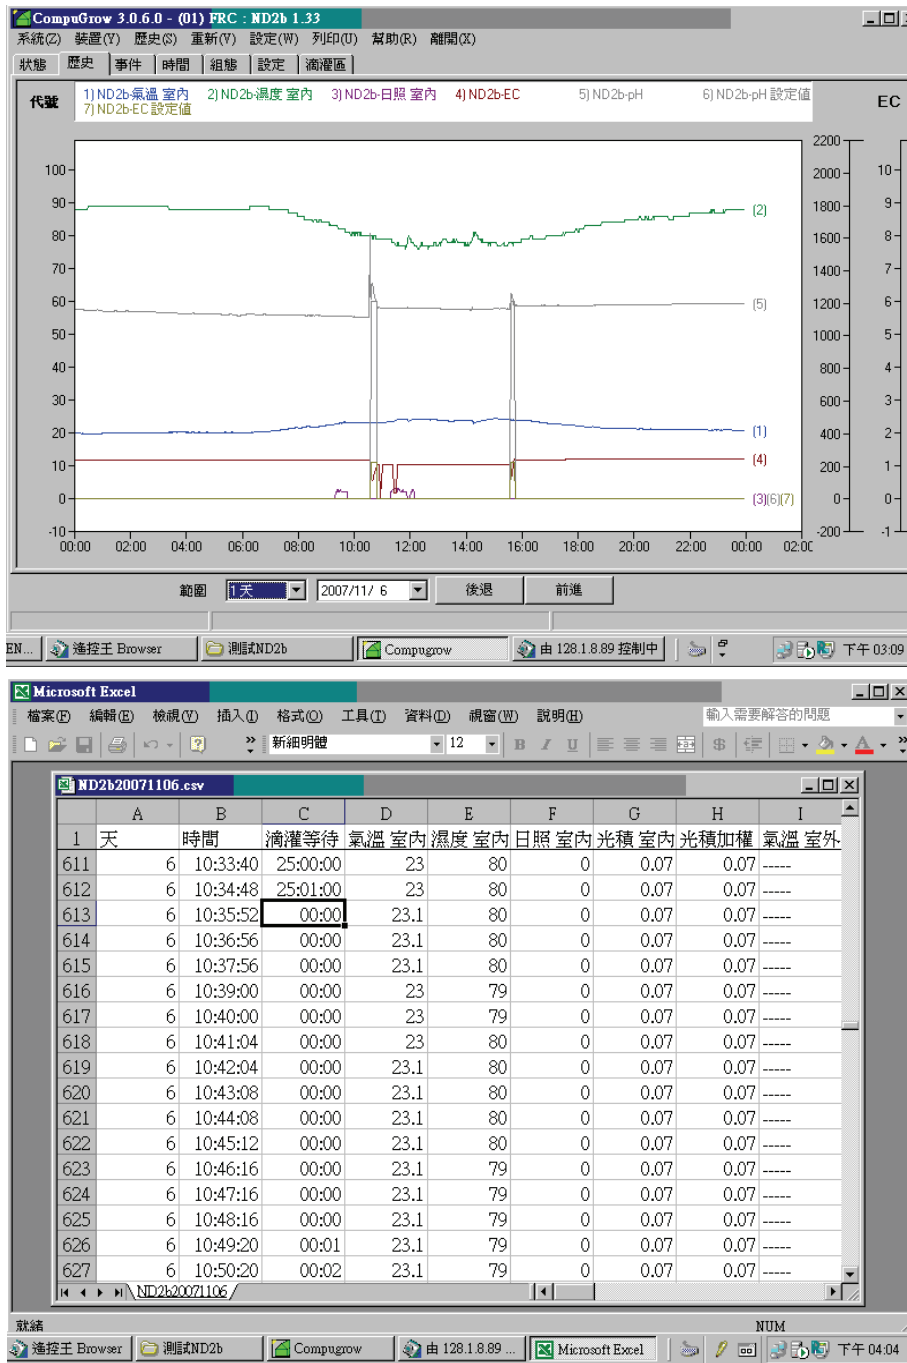 CompuGrow 3.0.6.0 - (01) FRC : ND2b 1.33
系統(Z) 裝置(Y) 歷史(S) 重新(V) 設定(W) 列印(U) 幫助(R) 離開(X)
狀態 歷史 事件 時間 組態 設定 滴灌區
代號 1) ND2b-氣溫 室內 2) ND2b-濕度 室內 3) ND2b-日照 室內 4) ND2b-EC 5) ND2b-pH 6) ND2b-pH 設定值 EC
7) ND2b-EC 設定值
2200
100 2000 10
90 (2) 1800 9
80 1600 8
70 1400 7
60 (5) 1200 6
50 1000 5
40 800 4
30 600 3
20 (1) 400 2
10 (4) 200 1
0 (3)(6)(7) 0 0
-10 -200 -1
00:00 02:00 04:00 06:00 08:00 10:00 12:00 14:00 16:00 18:00 20:00 22:00 00:00 02:0
範圍 1天 2007/11/ 6 後退 前進
EN... 遙控王 Browser 測試ND2b Compugrow 由 128.1.8.89 控制中 下午 03:09
Microsoft Excel
檔案(F) 編輯(E) 檢視(V) 插入(I) 格式(O) 工具(T) 資料(D) 視窗(W) 說明(H) 輸入需要解答的問題
新細明體 12 B I U $ A
ND2b20071106.csv
A B C D E F G H I
1 天 時間 滴灌等待 氣溫 室內 濕度 室內 日照 室內 光積 室內 光積加權 氣溫 室外
611 6 10:33:40 25:00:00 23 80 0 0.07 0.07 -----
612 6 10:34:48 25:01:00 23 80 0 0.07 0.07 -----
613 6 10:35:52 00:00 23.1 80 0 0.07 0.07 -----
614 6 10:36:56 00:00 23.1 80 0 0.07 0.07 -----
615 6 10:37:56 00:00 23.1 80 0 0.07 0.07 -----
616 6 10:39:00 00:00 23 79 0 0.07 0.07 -----
617 6 10:40:00 00:00 23 79 0 0.07 0.07 -----
618 6 10:41:04 00:00 23 80 0 0.07 0.07 -----
619 6 10:42:04 00:00 23.1 80 0 0.07 0.07 -----
620 6 10:43:08 00:00 23.1 80 0 0.07 0.07 -----
621 6 10:44:08 00:00 23.1 80 0 0.07 0.07 -----
622 6 10:45:12 00:00 23.1 80 0 0.07 0.07 -----
623 6 10:46:16 00:00 23.1 79 0 0.07 0.07 -----
624 6 10:47:16 00:00 23.1 79 0 0.07 0.07 -----
625 6 10:48:16 00:00 23.1 79 0 0.07 0.07 -----
626 6 10:49:20 00:01 23.1 79 0 0.07 0.07 -----
627 6 10:50:20 00:02 23.1 79 0 0.07 0.07 -----
ND2b20071106
就緒 NUM
遙控王 Browser 測試ND2b Compugrow 由 128.1.8.89 ... Microsoft Excel 下午 04:04